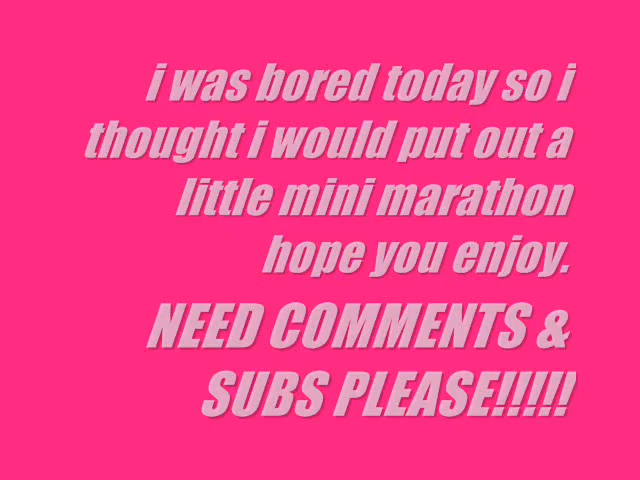 i was bored today so i
thought i would put out a
little mini marathon
hope you enjoy.
NEED COMMENTS &
SUBS PLEASE!!!!!